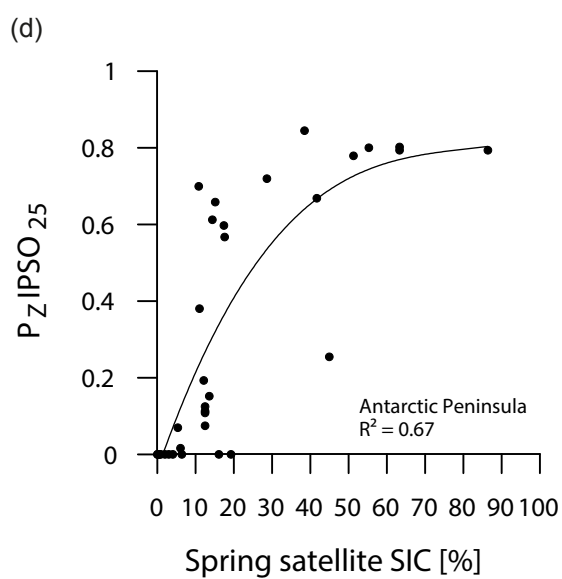 (d)
1
0.8
0.6
0.4
0.2
0
P_Z IPSO_25
Antarctic Peninsula
R² = 0.67
0 10 20 30 40 50 60 70 80 90 100
Spring satellite SIC [%]